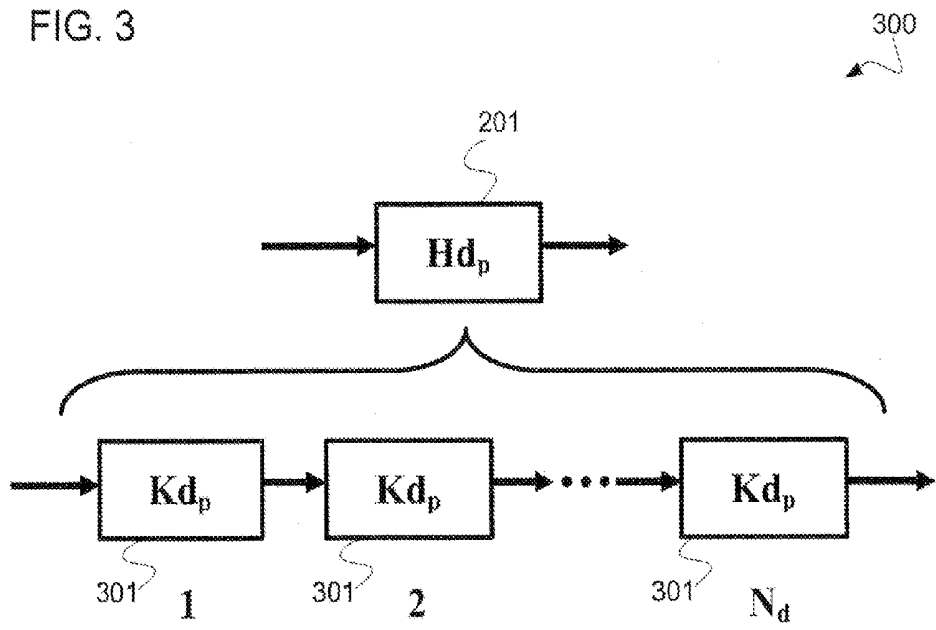 FIG. 3
300
201
Hd_p
Kd_p Kd_p ••• Kd_p
301 301 301
1 2 N_d